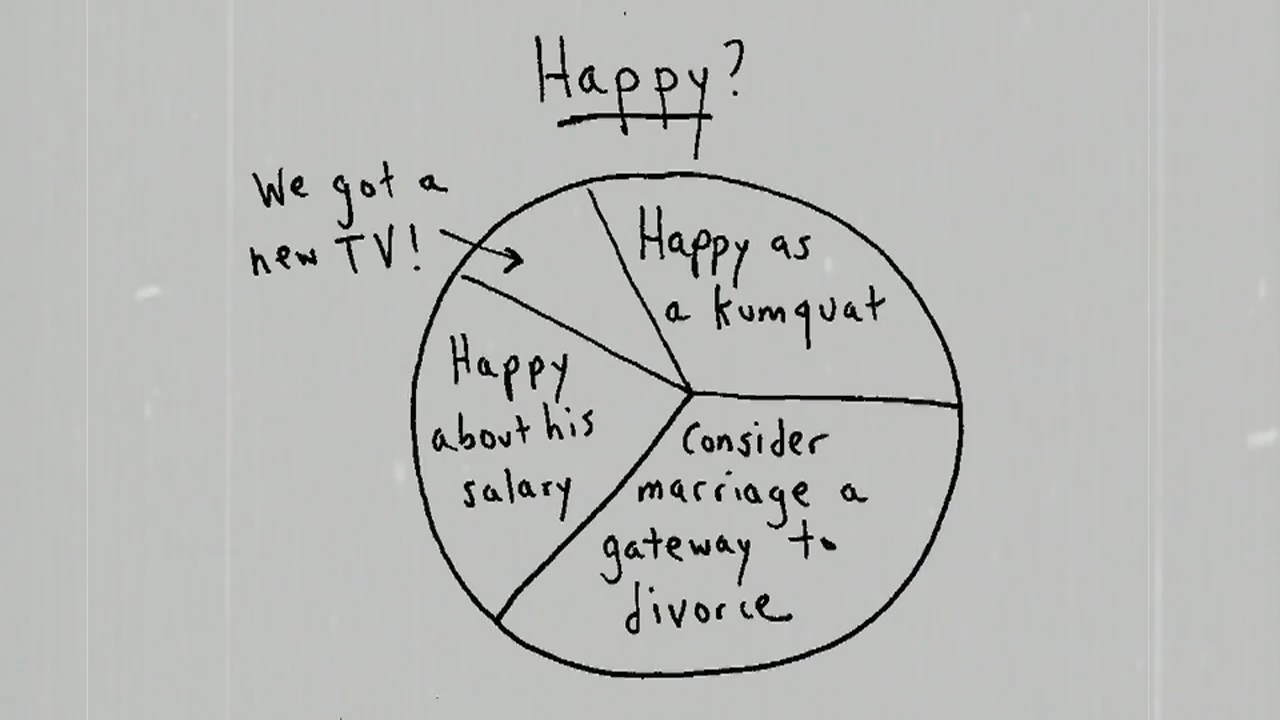 Happy?
We got a
new TV!
Happy as
a kumquat
Happy
about his
salary
Consider
marriage a
gateway to
divorce